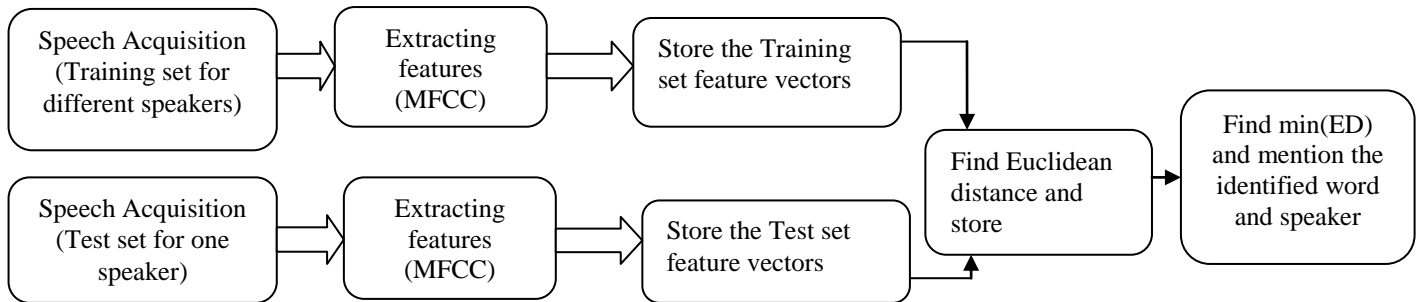 Speech Acquisition
(Training set for
different speakers)
Extracting
features
(MFCC)
Store the Training
set feature vectors
Speech Acquisition
(Test set for one
speaker)
Extracting
features
(MFCC)
Store the Test set
feature vectors
Find Euclidean
distance and
store
Find min(ED)
and mention the
identified word
and speaker